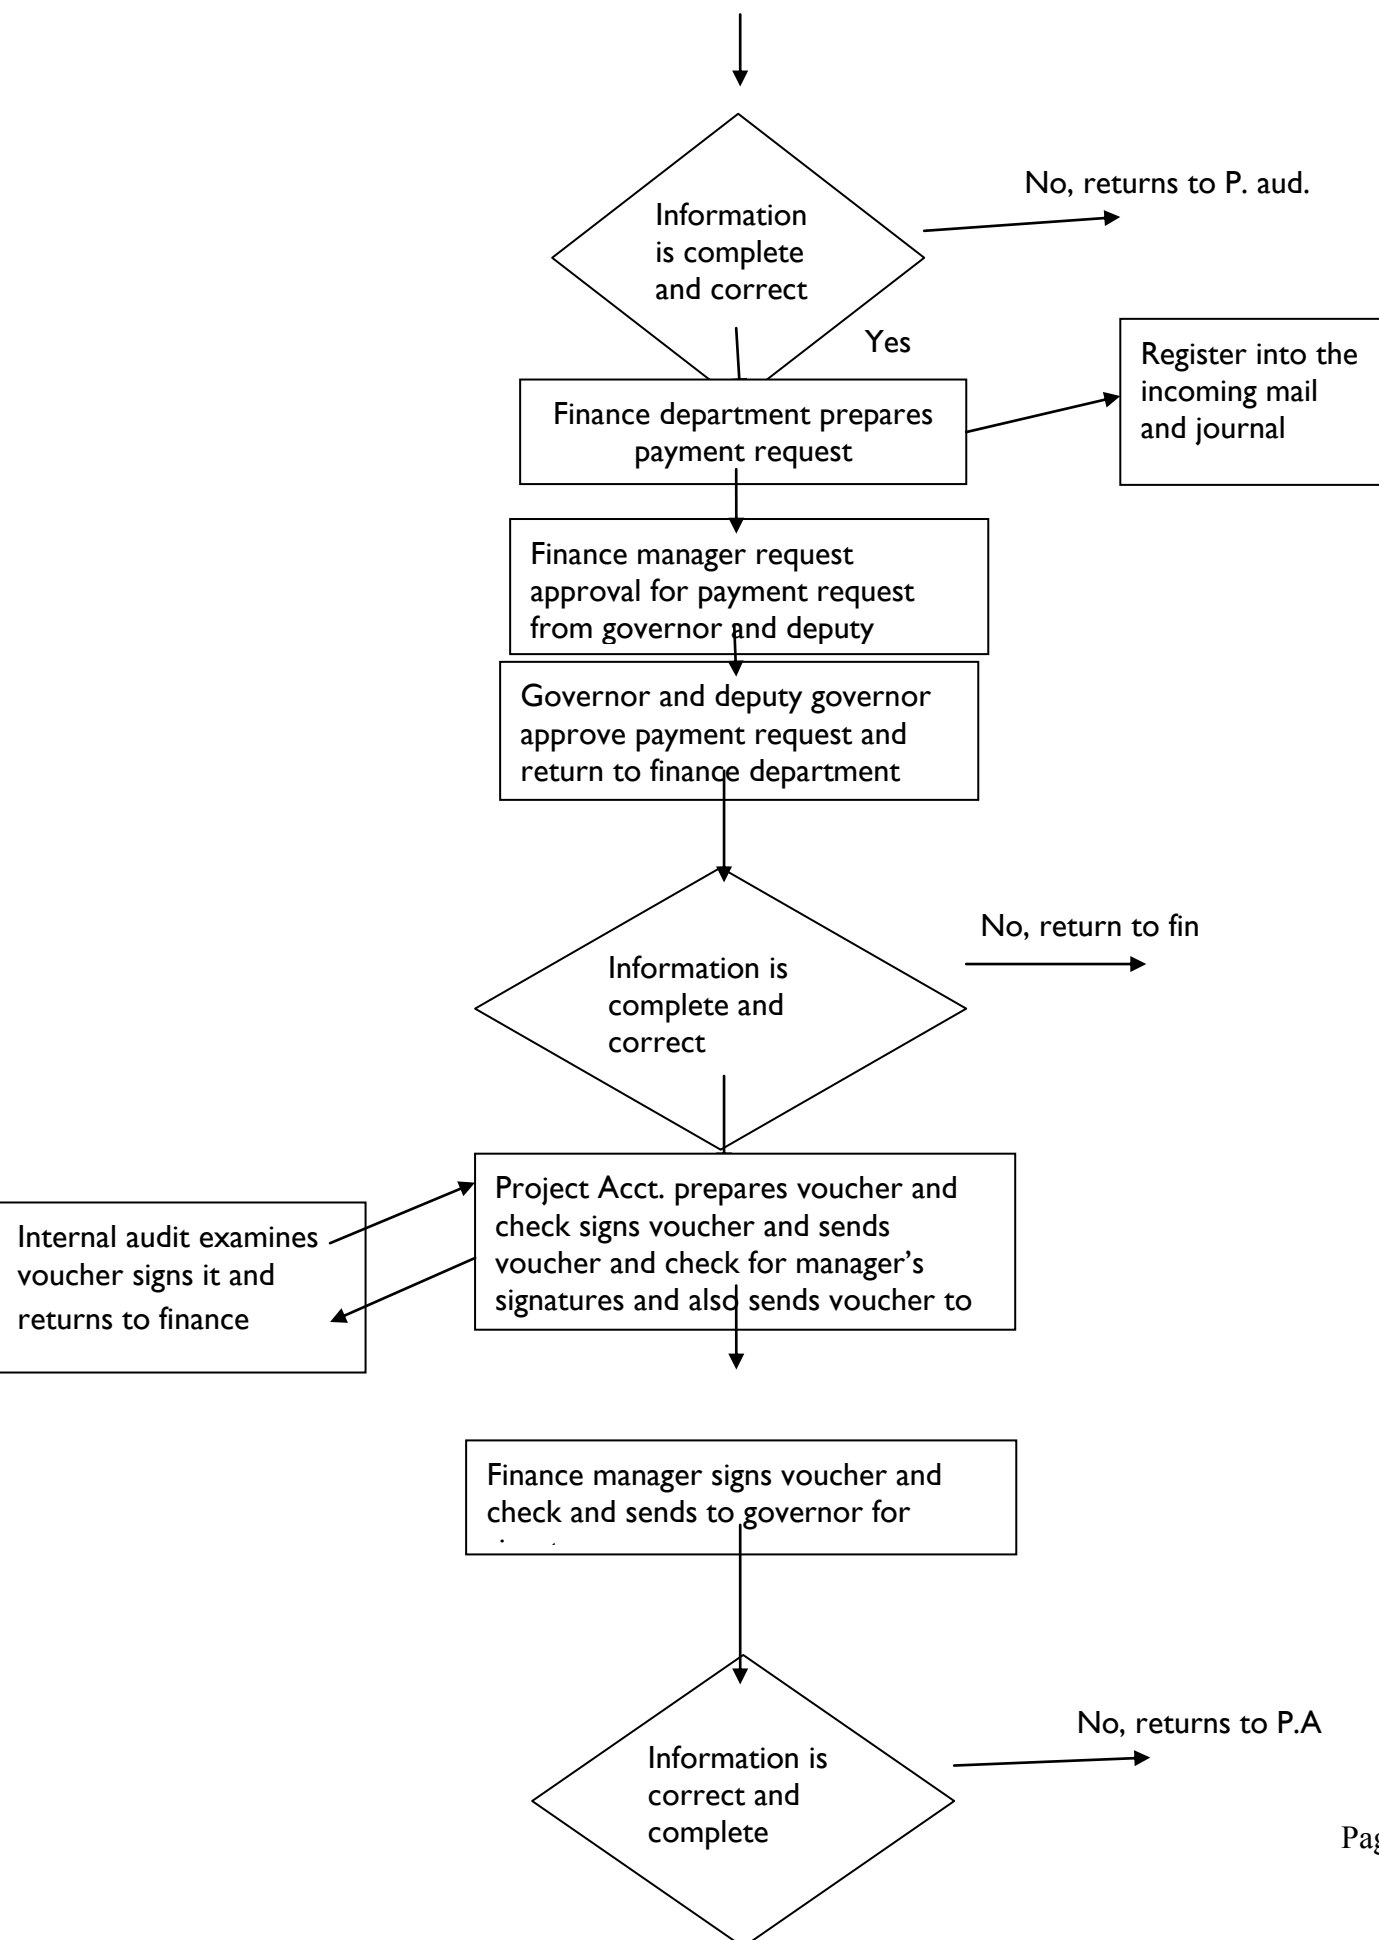 No, returns to P. aud.
Information
is complete
and correct
Yes
Register into the
incoming mail
and journal
Finance department prepares
payment request
Finance manager request
approval for payment request
from governor and deputy
Governor and deputy governor
approve payment request and
return to finance department
No, return to fin
Information is
complete and
correct
Project Acct. prepares voucher and
check signs voucher and sends
voucher and check for manager's
signatures and also sends voucher to
Internal audit examines
voucher signs it and
returns to finance
Finance manager signs voucher and
check and sends to governor for
No, returns to P.A
Information is
correct and
complete
Pag